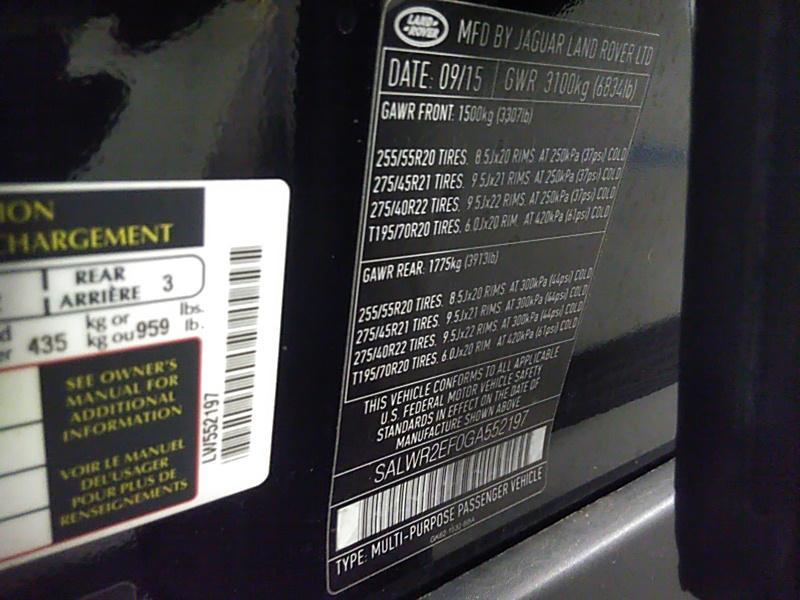 ION
CHARGEMENT
REAR
ARRIÈRE 3
435 kg or kg ou 959 lbs. lb.
SEE OWNER'S
MANUAL FOR
ADDITIONAL
INFORMATION
VOIR LE MANUEL
DE L'USAGER
POUR PLUS DE
RENSEIGNEMENTS
LW552197
LAND ROVER
MFD BY JAGUAR LAND ROVER LTD
DATE: 09/15 GWR 3100kg (6834lb)
GAWR FRONT: 1500kg (3307lb)
255/55R20 TIRES, 8.5Jx20 RIMS AT 250kPa (37psi) COLD
275/45R21 TIRES, 9.5Jx21 RIMS AT 250kPa (37psi) COLD
275/40R22 TIRES, 9.5Jx22 RIMS AT 250kPa (37psi) COLD
T195/70R20 TIRES, 6.0Jx20 RIM, AT 420kPa (61psi) COLD
GAWR REAR: 1775kg (3913lb)
255/55R20 TIRES, 8.5Jx20 RIMS AT 300kPa (44psi) COLD
275/45R21 TIRES, 9.5Jx21 RIMS AT 300kPa (44psi) COLD
275/40R22 TIRES, 9.5Jx22 RIMS AT 300kPa (44psi) COLD
T195/70R20 TIRES, 6.0Jx20 RIM, AT 420kPa (61psi) COLD
THIS VEHICLE CONFORMS TO ALL APPLICABLE
U.S. FEDERAL MOTOR VEHICLE SAFETY
STANDARDS IN EFFECT ON THE DATE OF
MANUFACTURE SHOWN ABOVE
SALWR2EF0GA552197
TYPE: MULTI-PURPOSE PASSENGER VEHICLE